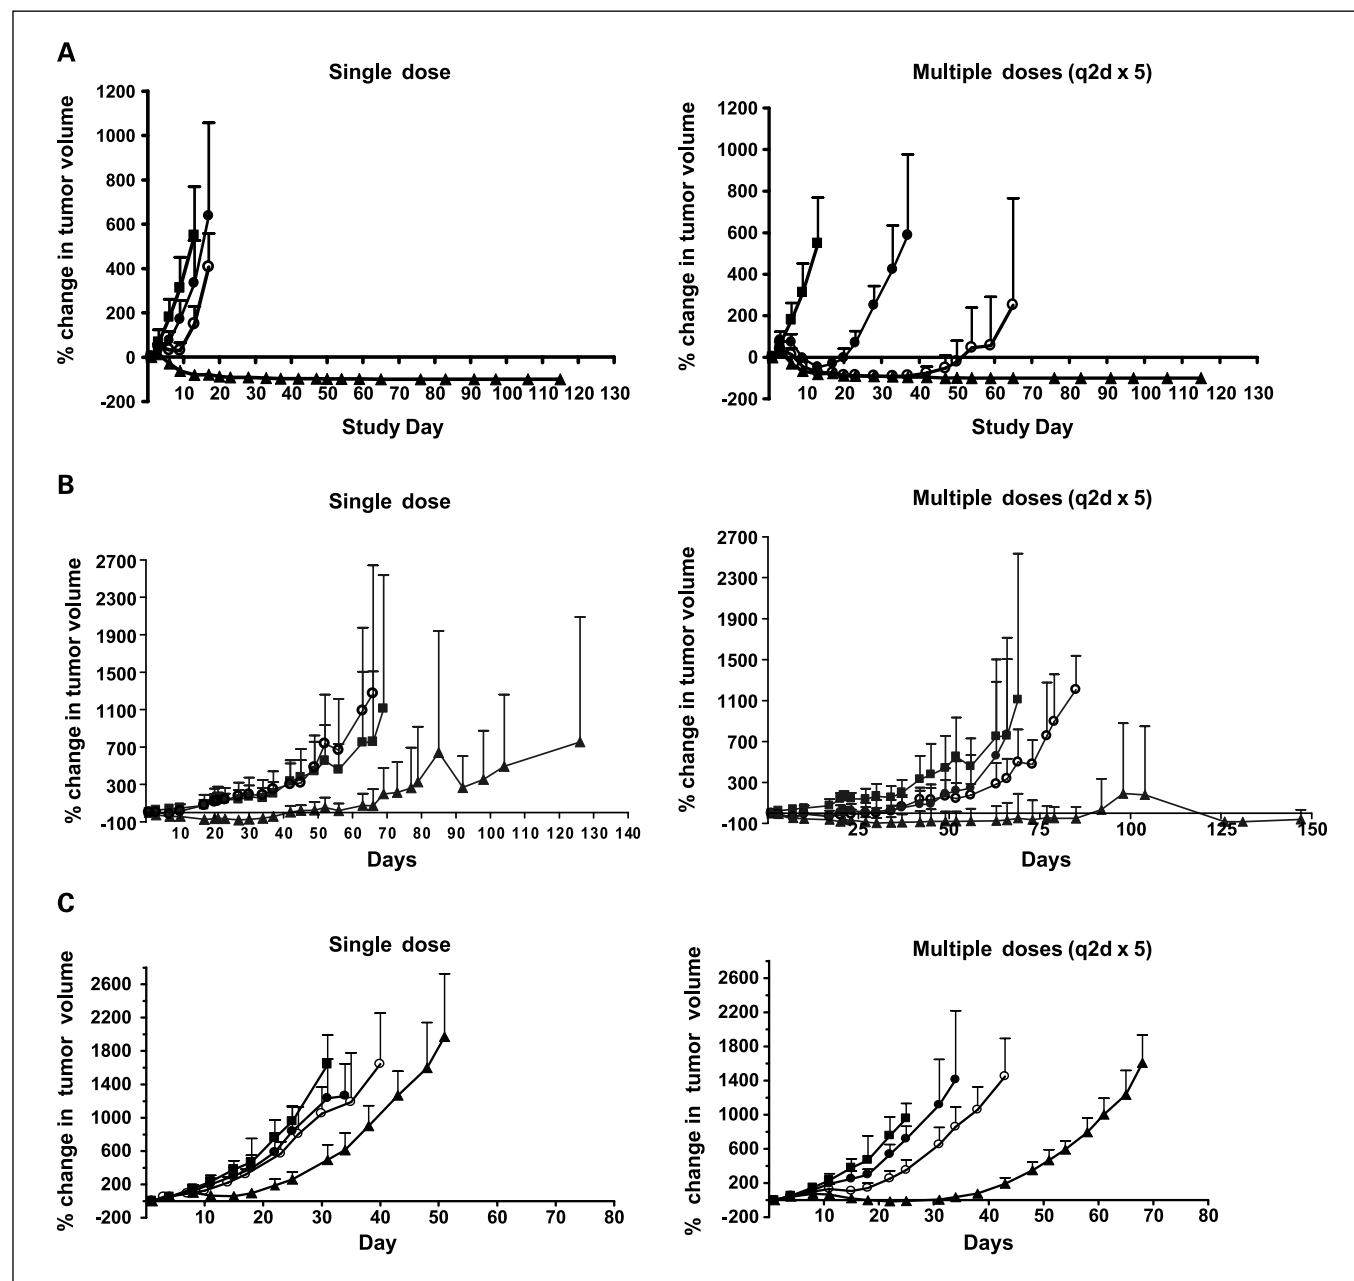 A
Single dose
Multiple doses (q2d x 5)
% change in tumor volume
1200
1000
800
600
400
200
0
-200
10 20 30 40 50 60 70 80 90 100 110 120 130
Study Day
% change in tumor volume
1200
1000
800
600
400
200
0
-200
10 20 30 40 50 60 70 80 90 100 110 120 130
Study Day
B
Single dose
Multiple doses (q2d x 5)
% change in tumor volume
2700
2300
1900
1500
1100
700
300
-100
10 20 30 40 50 60 70 80 90 100 110 120 130 140
Days
% change in tumor volume
2700
2300
1900
1500
1100
700
300
-100
25 50 75 100 125 150
Days
C
Single dose
Multiple doses (q2d x 5)
% change in tumor volume
2600
2200
1800
1400
1000
600
200
-200
10 20 30 40 50 60 70 80
Day
% change in tumor volume
2600
2200
1800
1400
1000
600
200
-200
10 20 30 40 50 60 70 80
Days